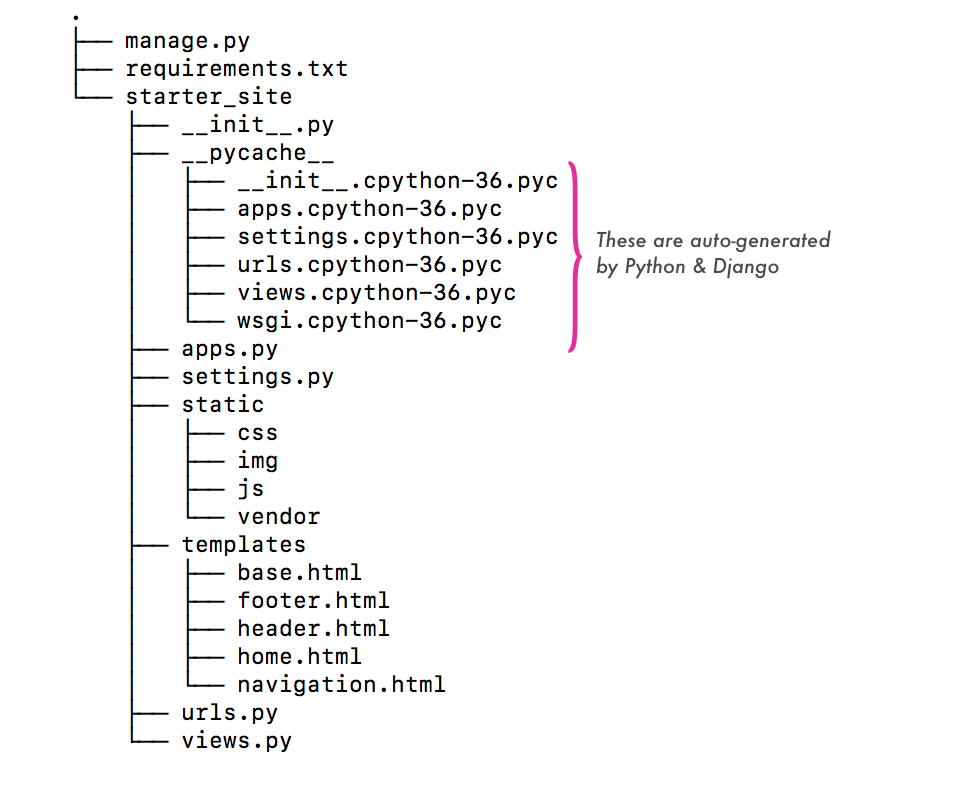 .
├── manage.py
├── requirements.txt
└── starter_site
    ├── __init__.py
    ├── __pycache__
    │   ├── __init__.cpython-36.pyc
    │   ├── apps.cpython-36.pyc
    │   ├── settings.cpython-36.pyc
    │   ├── urls.cpython-36.pyc
    │   ├── views.cpython-36.pyc
    │   └── wsgi.cpython-36.pyc
    ├── apps.py
    ├── settings.py
    ├── static
    │   ├── css
    │   ├── img
    │   ├── js
    │   └── vendor
    ├── templates
    │   ├── base.html
    │   ├── footer.html
    │   ├── header.html
    │   ├── home.html
    │   └── navigation.html
    ├── urls.py
    └── views.py
These are auto-generated
by Python & Django